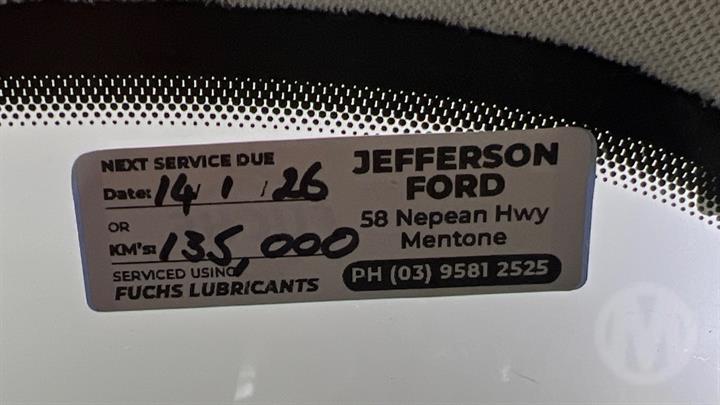 NEXT SERVICE DUE
Date: 14/1/26
OR
KM's: 135,000
SERVICED USING
FUCHS LUBRICANTS
JEFFERSON
FORD
58 Nepean Hwy
Mentone
PH (03) 9581 2525
M